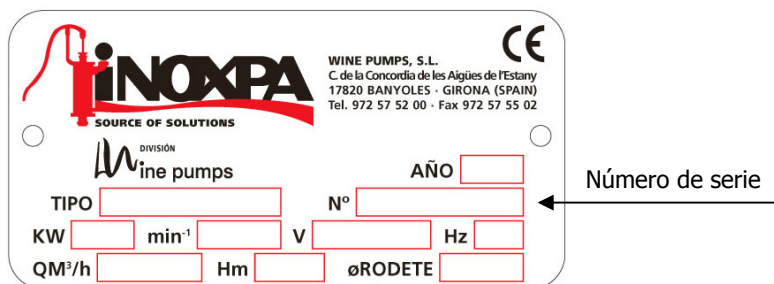 iNOXPA
SOURCE OF SOLUTIONS
CE
WINE PUMPS, S.L.
C. de la Concordia de les Aigües de l'Estany
17820 BANYOLES · GIRONA (SPAIN)
Tel. 972 57 52 00 · Fax 972 57 55 02
DIVISIÓN
Wine pumps
AÑO
TIPO Nº
Número de serie
KW min⁻¹ V Hz
QM³/h Hm øRODETE